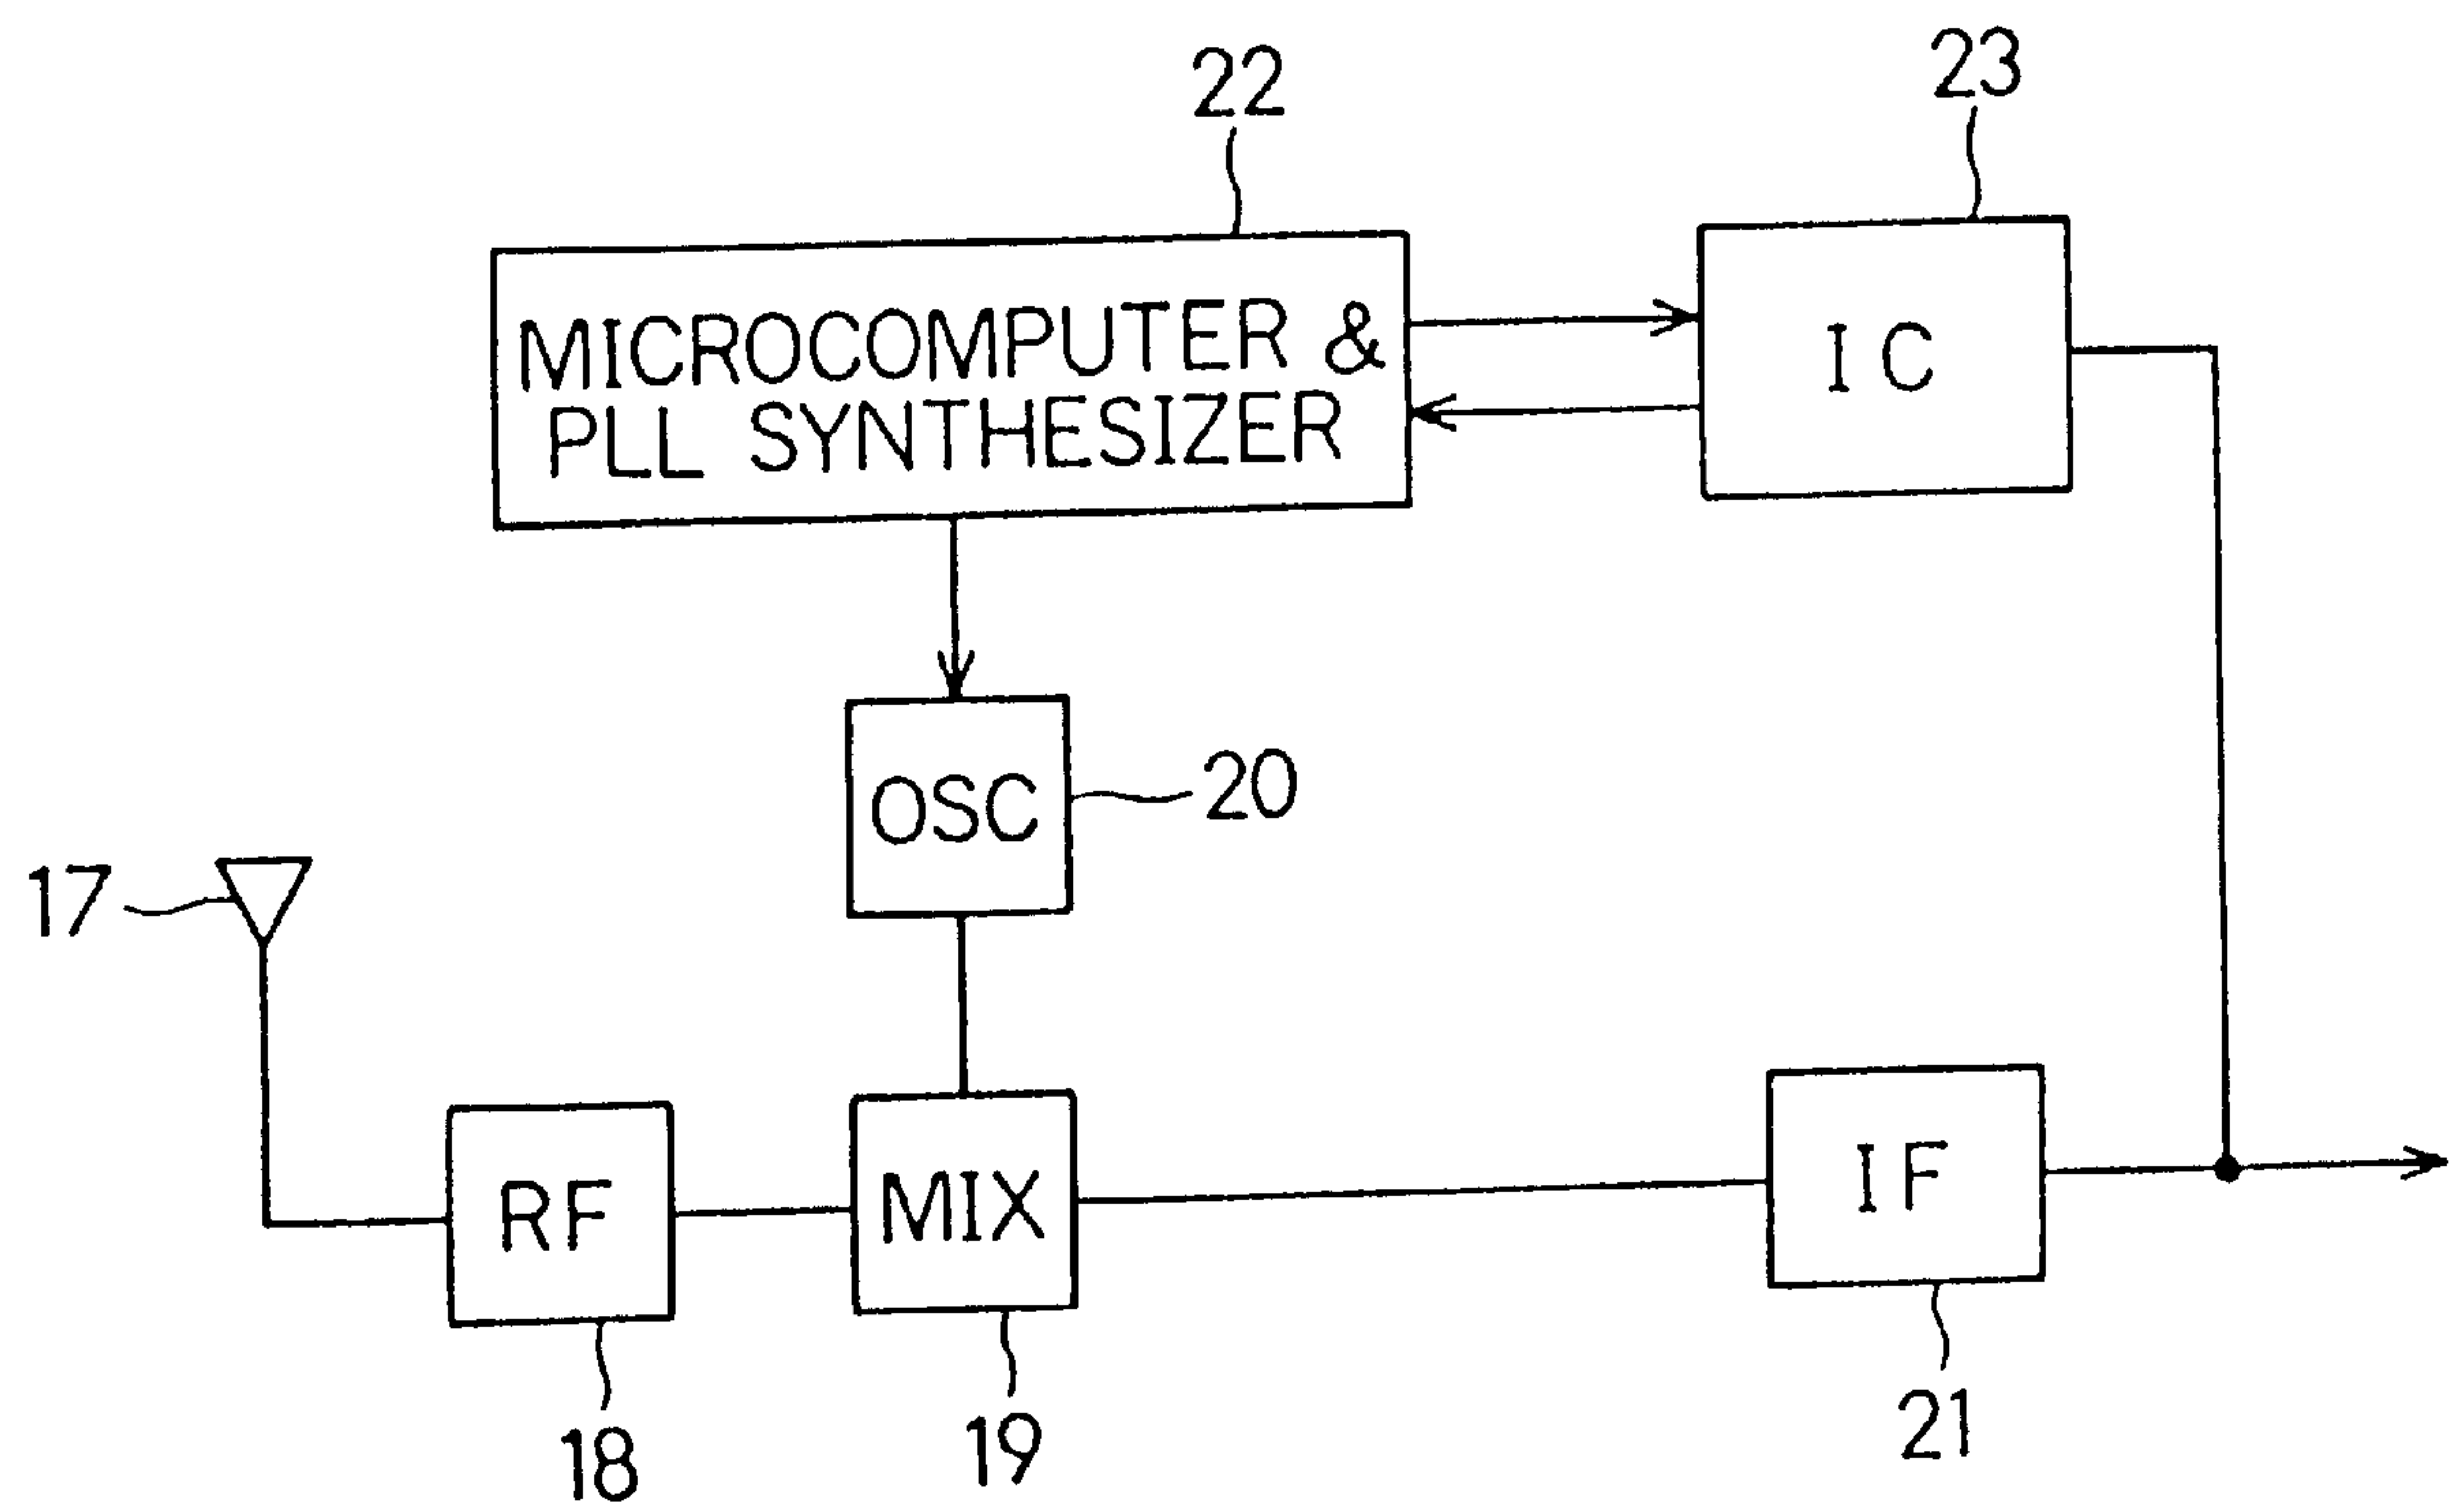 22
23
MICROCOMPUTER &
PLL SYNTHESIZER
IC
OSC
20
17
RF
MIX
IF
18
19
21